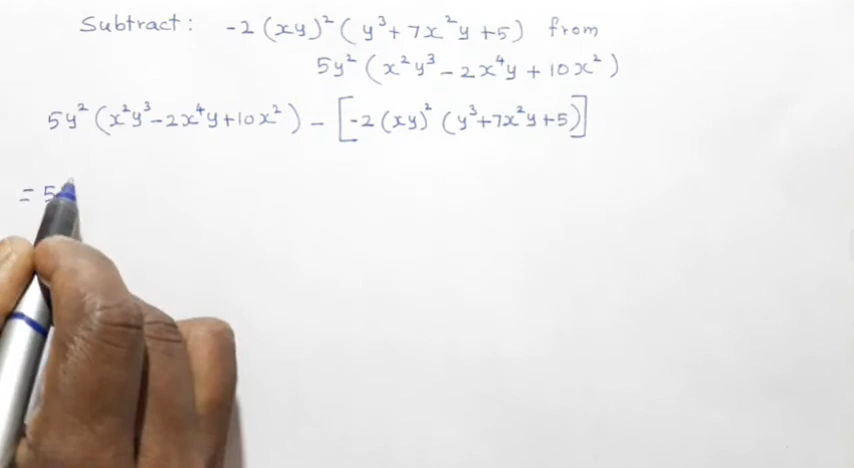 Subtract: -2(xy)²(y³+7x²y+5) from
5y²(x²y³-2x⁴y+10x²)
5y²(x²y³-2x⁴y+10x²) - [-2(xy)²(y³+7x²y+5)]
= 5